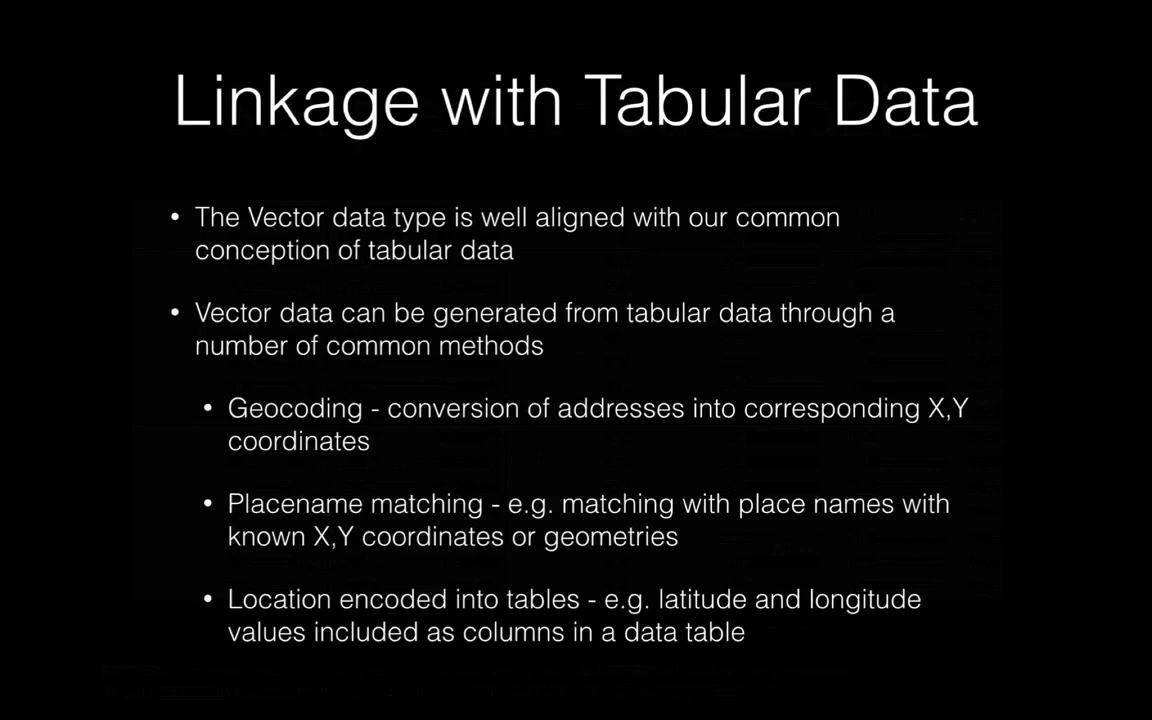 Linkage with Tabular Data
• The Vector data type is well aligned with our common
conception of tabular data
• Vector data can be generated from tabular data through a
number of common methods
• Geocoding - conversion of addresses into corresponding X,Y
coordinates
• Placename matching - e.g. matching with place names with
known X,Y coordinates or geometries
• Location encoded into tables - e.g. latitude and longitude
values included as columns in a data table